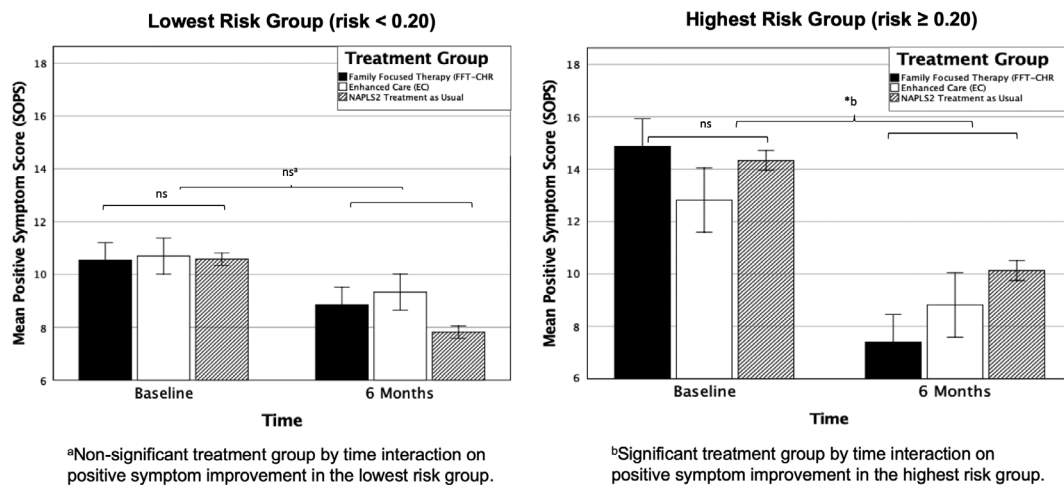 Lowest Risk Group (risk < 0.20)
Mean Positive Symptom Score (SOPS)
18
16
14
12
10
8
6
Treatment Group
Family Focused Therapy (FFT-CHR
Enhanced Care (EC)
NAPLS2 Treatment as Usual
nsᵃ
ns
Baseline
6 Months
Time
ᵃNon-significant treatment group by time interaction on
positive symptom improvement in the lowest risk group.
Highest Risk Group (risk ≥ 0.20)
Mean Positive Symptom Score (SOPS)
18
16
14
12
10
8
6
Treatment Group
Family Focused Therapy (FFT-CHR
Enhanced Care (EC)
NAPLS2 Treatment as Usual
*b
ns
Baseline
6 Months
Time
ᵇSignificant treatment group by time interaction on
positive symptom improvement in the highest risk group.